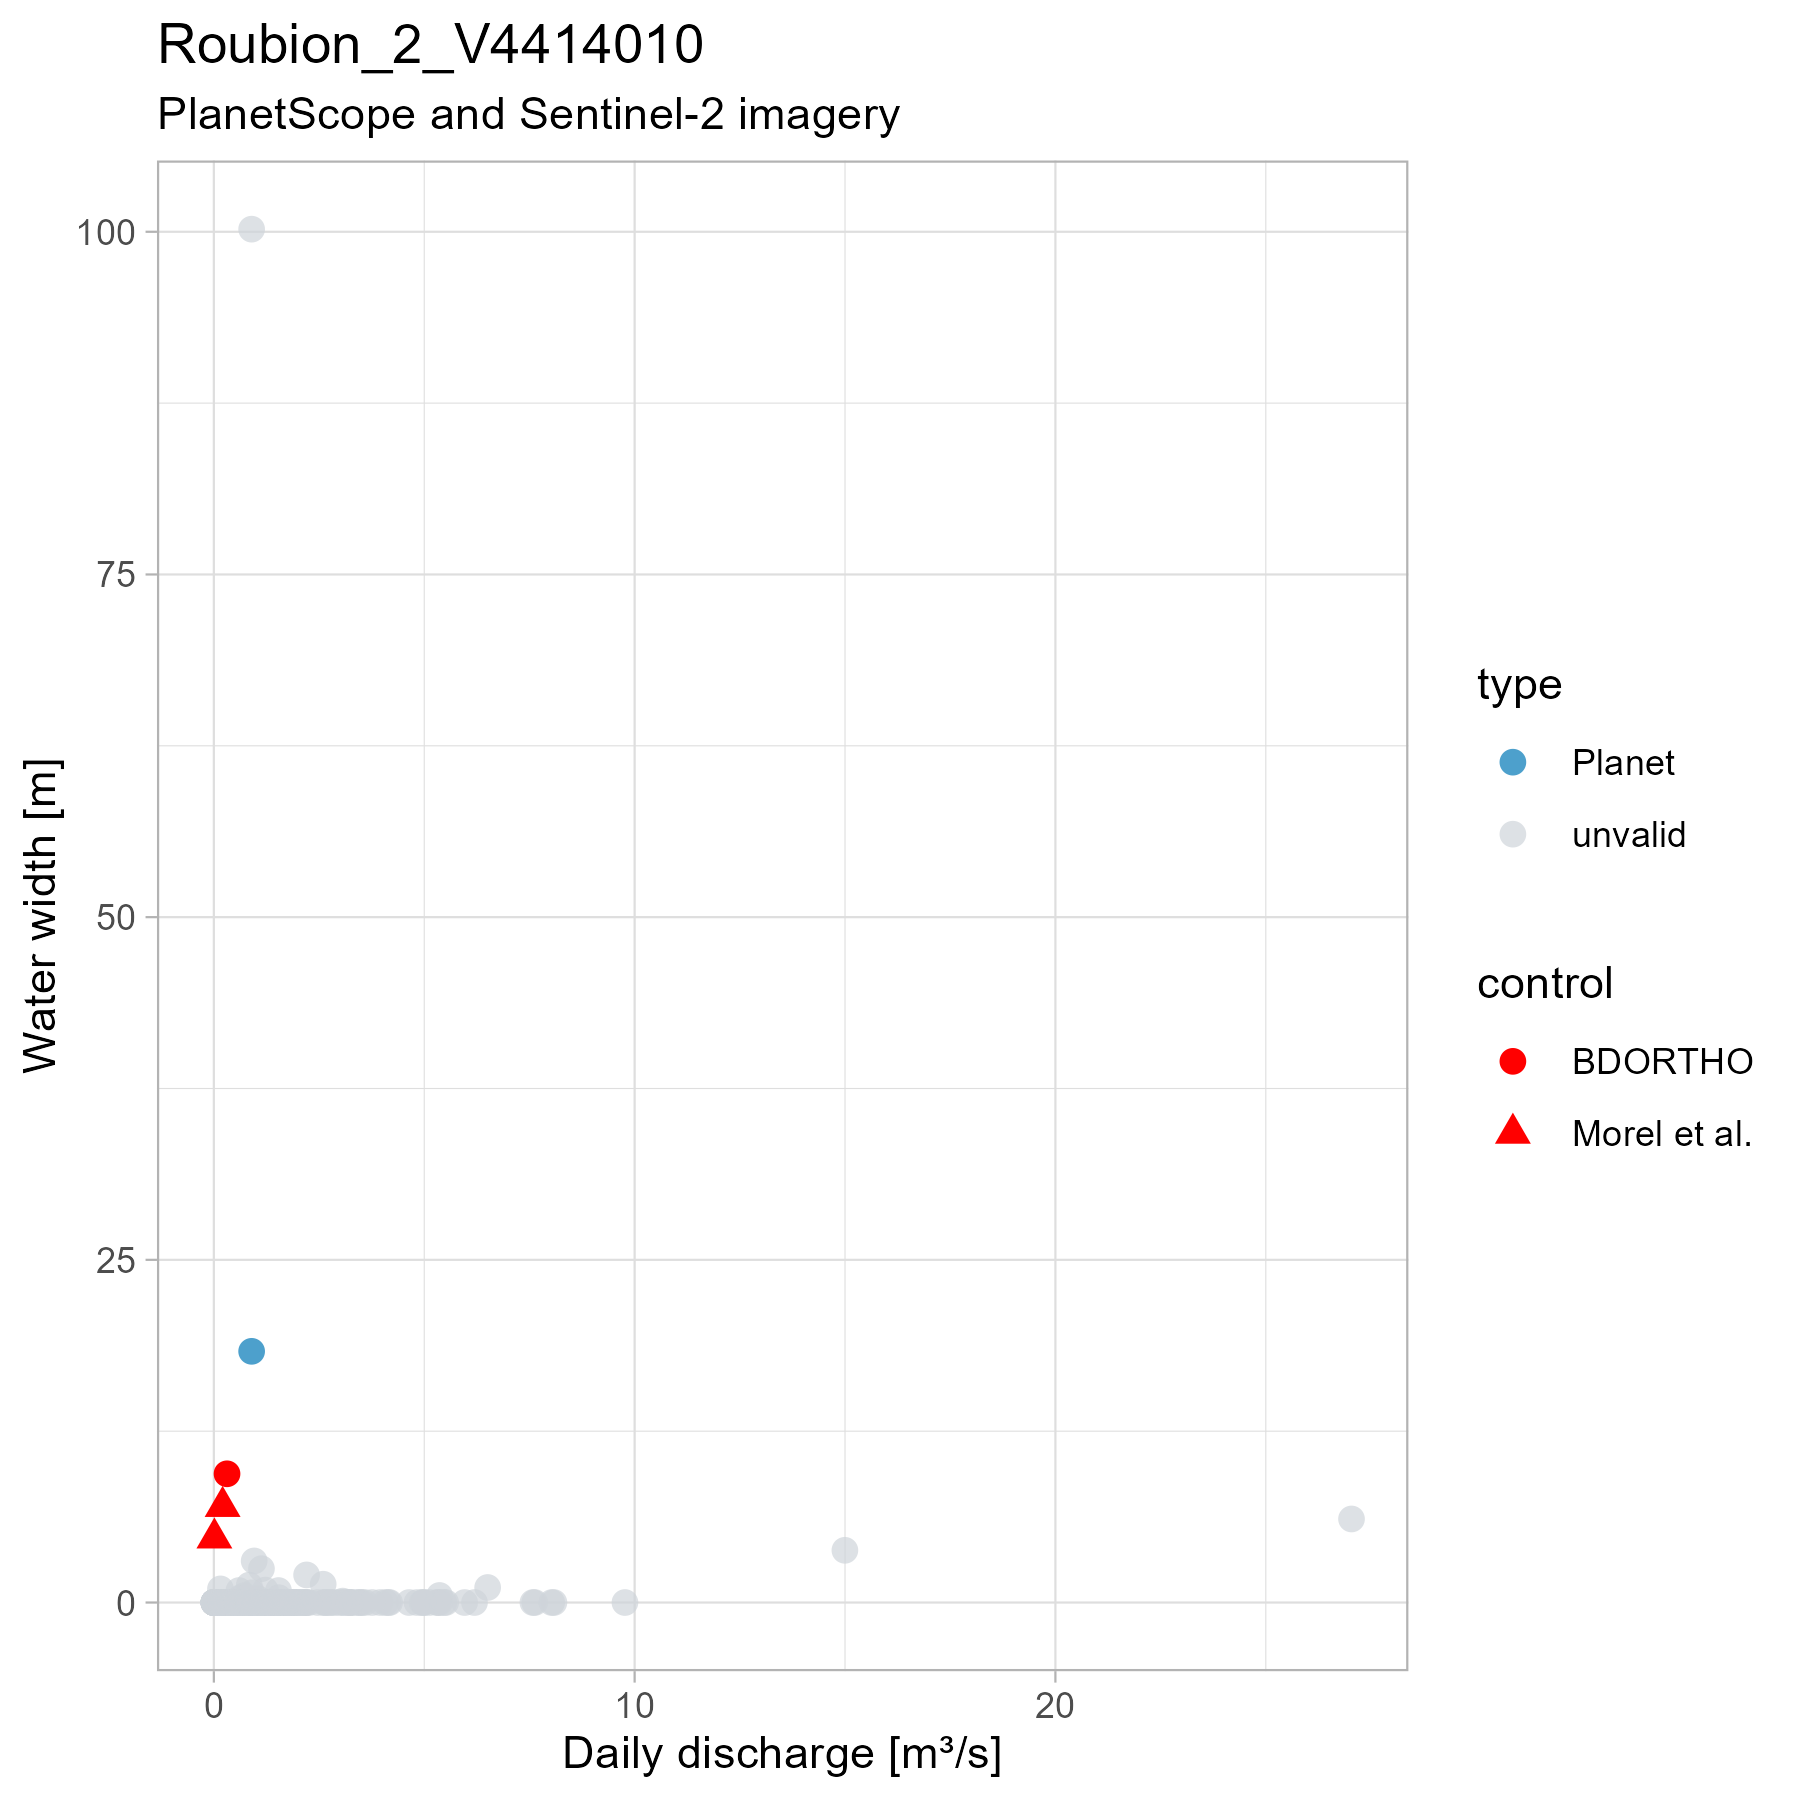 Roubion_2_V4414010
PlanetScope and Sentinel-2 imagery
100
75
50
25
0
Water width [m]
0
10
20
Daily discharge [m³/s]
type
Planet
unvalid
control
BDORTHO
Morel et al.